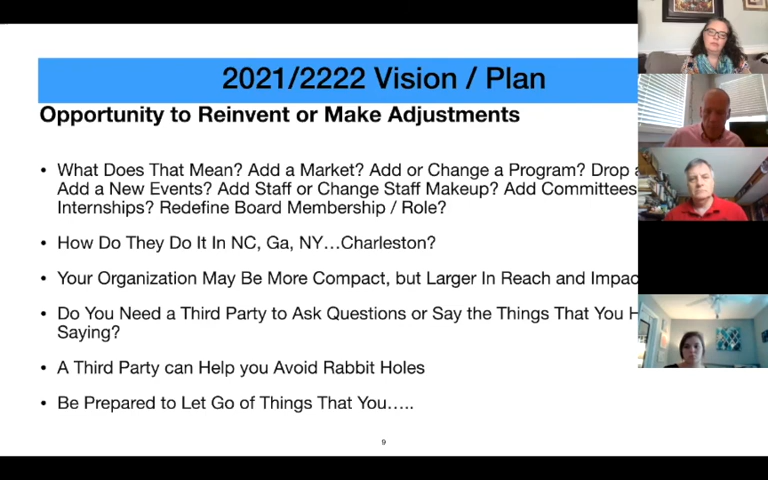 2021/2222 Vision / Plan
Opportunity to Reinvent or Make Adjustments
• What Does That Mean? Add a Market? Add or Change a Program? Drop
Add a New Events? Add Staff or Change Staff Makeup? Add Committees
Internships? Redefine Board Membership / Role?
• How Do They Do It In NC, Ga, NY…Charleston?
• Your Organization May Be More Compact, but Larger In Reach and Impac
• Do You Need a Third Party to Ask Questions or Say the Things That You
Saying?
• A Third Party can Help you Avoid Rabbit Holes
• Be Prepared to Let Go of Things That You…..
9